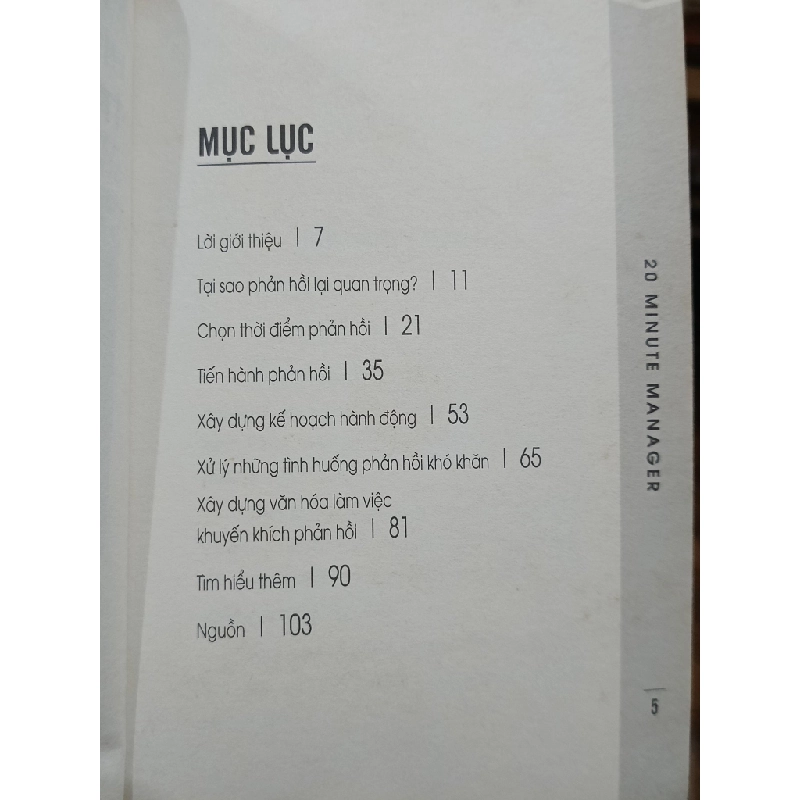 MỤC LỤC
Lời giới thiệu | 7
Tại sao phản hồi lại quan trọng? | 11
Chọn thời điểm phản hồi | 21
Tiến hành phản hồi | 35
Xây dựng kế hoạch hành động | 53
Xử lý những tình huống phản hồi khó khăn | 65
Xây dựng văn hóa làm việc
khuyến khích phản hồi | 81
Tìm hiểu thêm | 90
Nguồn | 103
20 MINUTE MANAGER
5